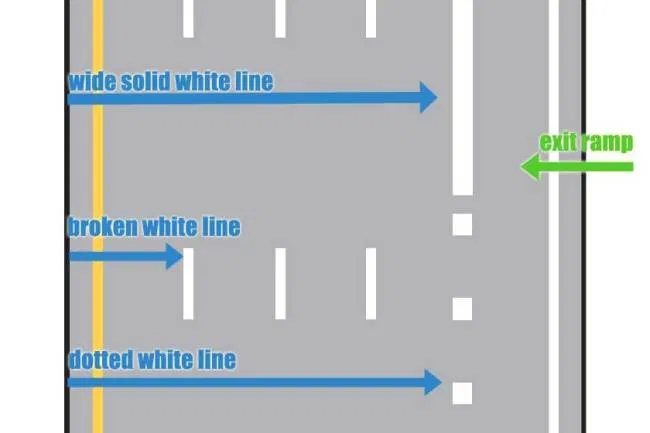 wide solid white line
exit ramp
broken white line
dotted white line